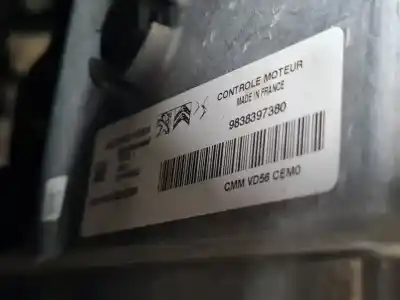 CONTROLE MOTEUR
MADE IN FRANCE
9838397380
CMM VD56 CEM0